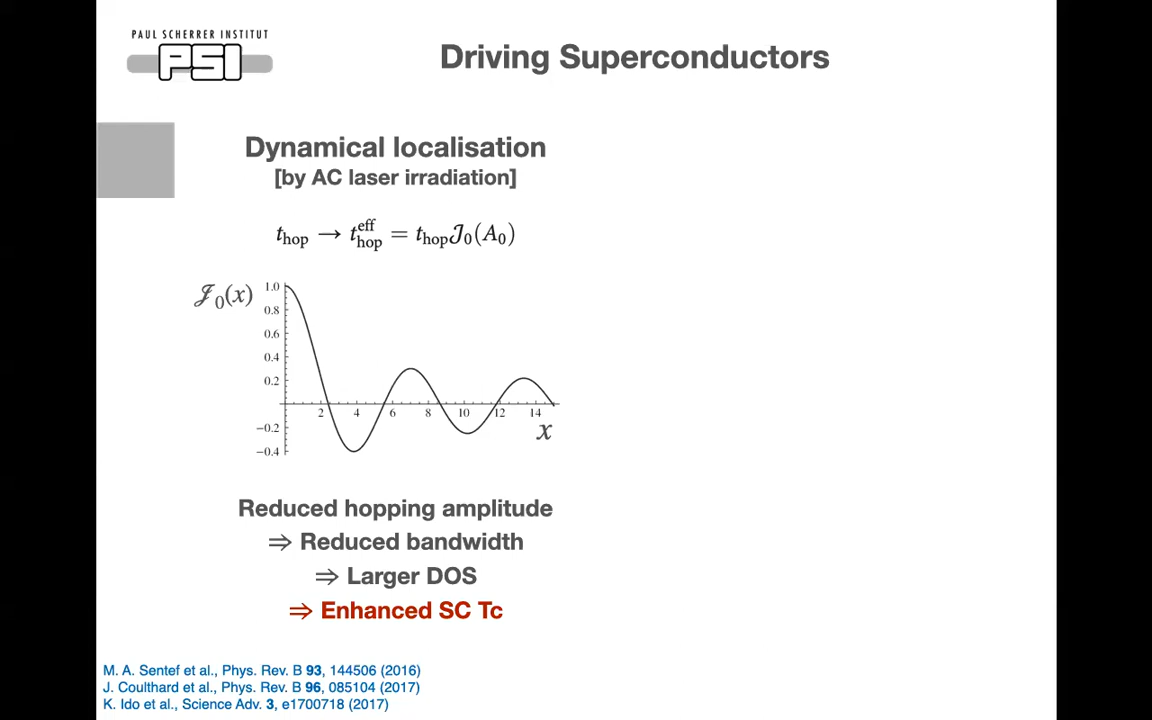 PAUL SCHERRER INSTITUT
PSI
Driving Superconductors
Dynamical localisation
[by AC laser irradiation]
t_hop → t_hop^eff = t_hop 𝒥₀(A₀)
𝒥₀(x)
1.0
0.8
0.6
0.4
0.2
−0.2
−0.4
2 4 6 8 10 12 14
x
Reduced hopping amplitude
⇒ Reduced bandwidth
⇒ Larger DOS
⇒ Enhanced SC Tc
M. A. Sentef et al., Phys. Rev. B 93, 144506 (2016)
J. Coulthard et al., Phys. Rev. B 96, 085104 (2017)
K. Ido et al., Science Adv. 3, e1700718 (2017)